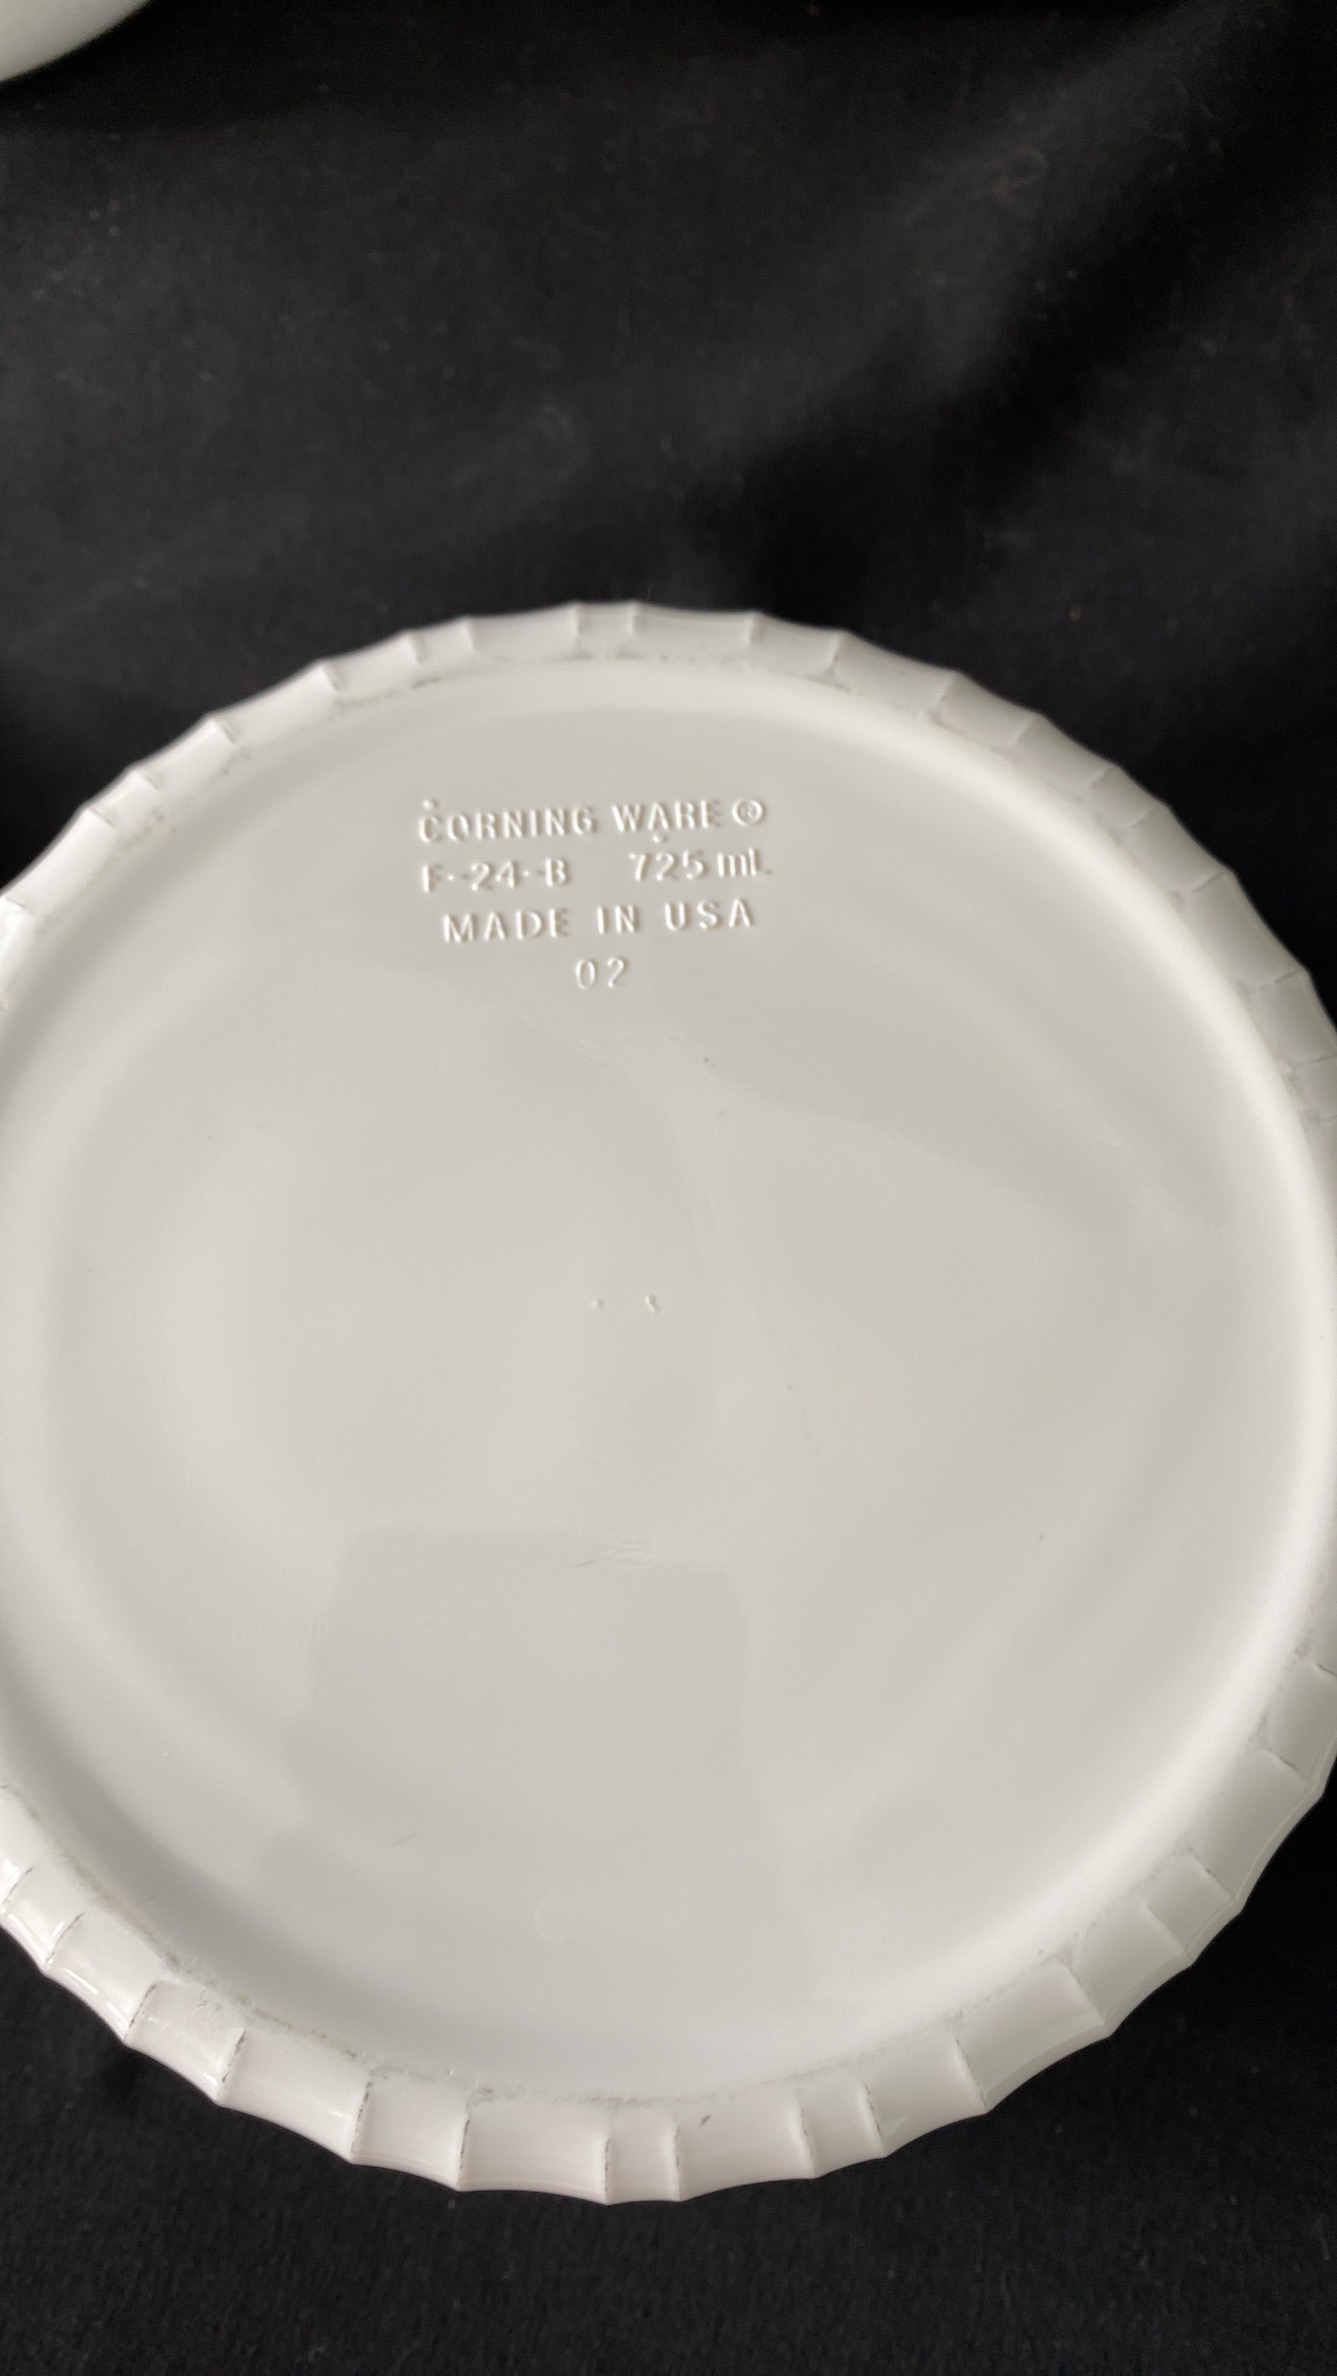 CORNING WARE ®
F-24-B 725 ml.
MADE IN USA
02